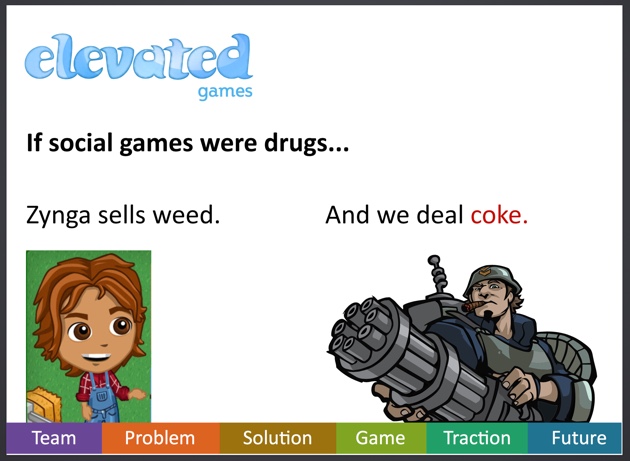 elevated
games
If social games were drugs...
Zynga sells weed. And we deal coke.
Team Problem Solution Game Traction Future